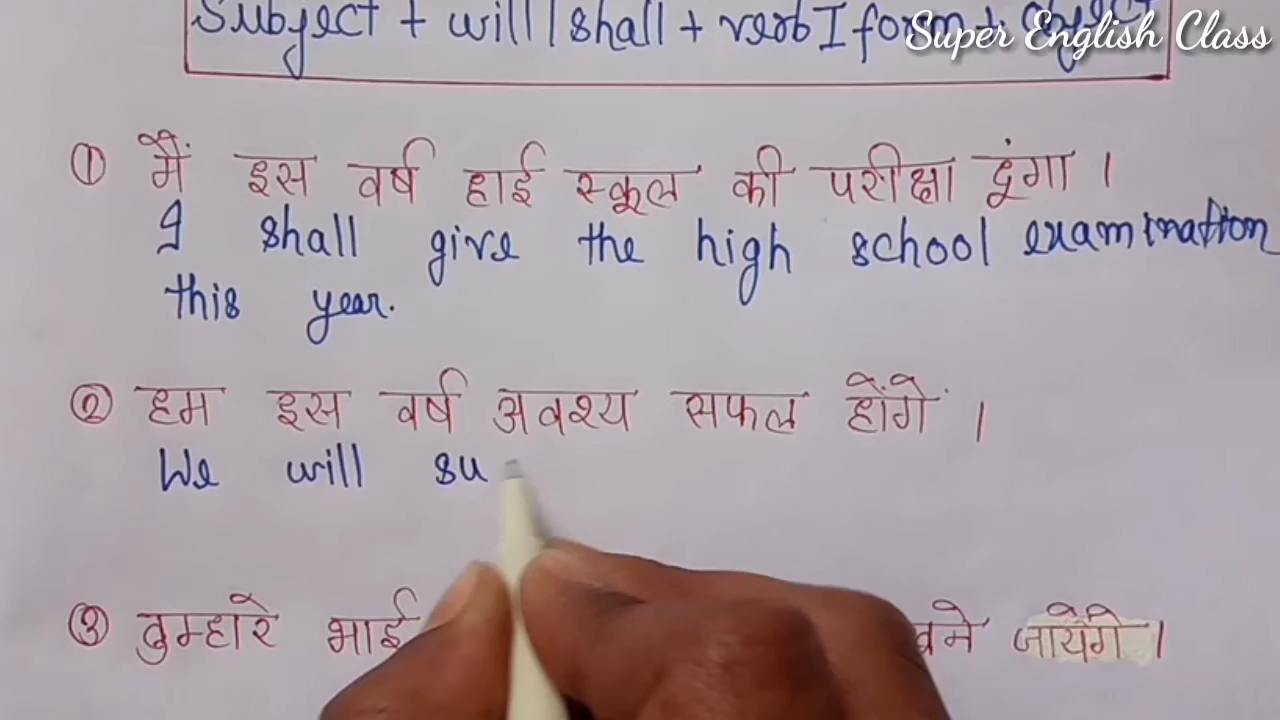 Subject + will / shall + verb I form + object
Super English Class
① मैं इस वर्ष हाई स्कूल की परीक्षा दूंगा ।
I shall give the high school examination
this year.
② हम इस वर्ष अवश्य सफल होंगें ।
We will su
③ तुम्हारे भाई जायेंगे ।